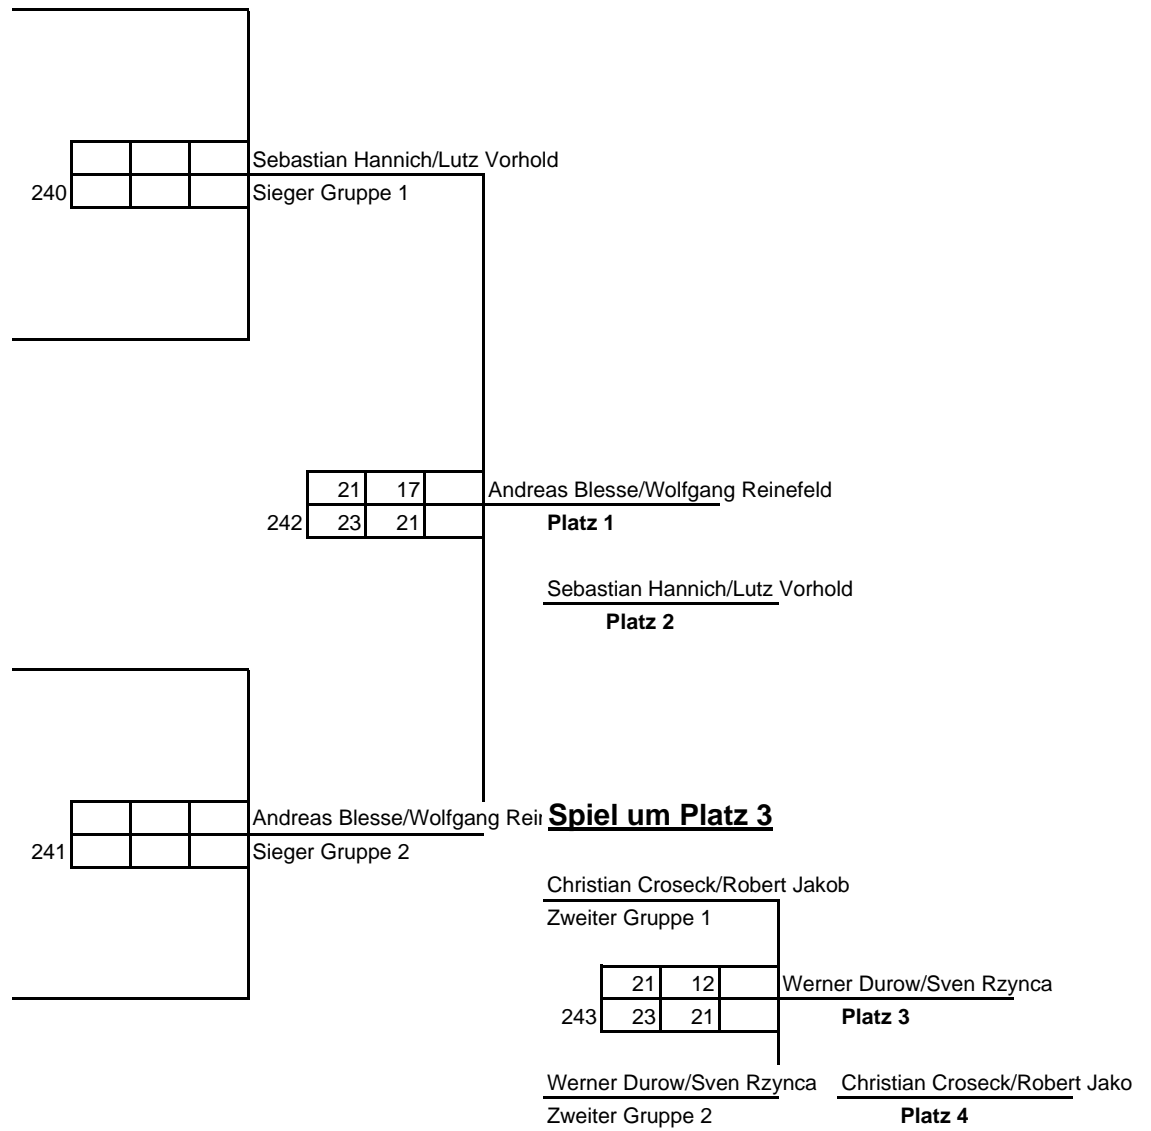 Sebastian Hannich/Lutz Vorhold
240 Sieger Gruppe 1
21 17 Andreas Blesse/Wolfgang Reinefeld
242 23 21 Platz 1
Sebastian Hannich/Lutz Vorhold
Platz 2
Andreas Blesse/Wolfgang Rei Spiel um Platz 3
241 Sieger Gruppe 2
Christian Croseck/Robert Jakob
Zweiter Gruppe 1
21 12 Werner Durow/Sven Rzynca
243 23 21 Platz 3
Werner Durow/Sven Rzynca Christian Croseck/Robert Jako
Zweiter Gruppe 2 Platz 4